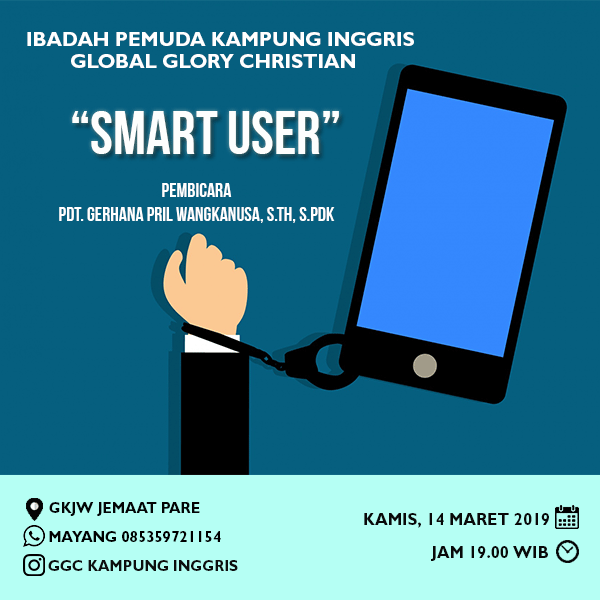 IBADAH PEMUDA KAMPUNG INGGRIS
GLOBAL GLORY CHRISTIAN
“SMART USER”
PEMBICARA
PDT. GERHANA PRIL WANGKANUSA, S.TH, S.PDK
GKJW JEMAAT PARE
MAYANG 085359721154
GGC KAMPUNG INGGRIS
KAMIS, 14 MARET 2019
JAM 19.00 WIB